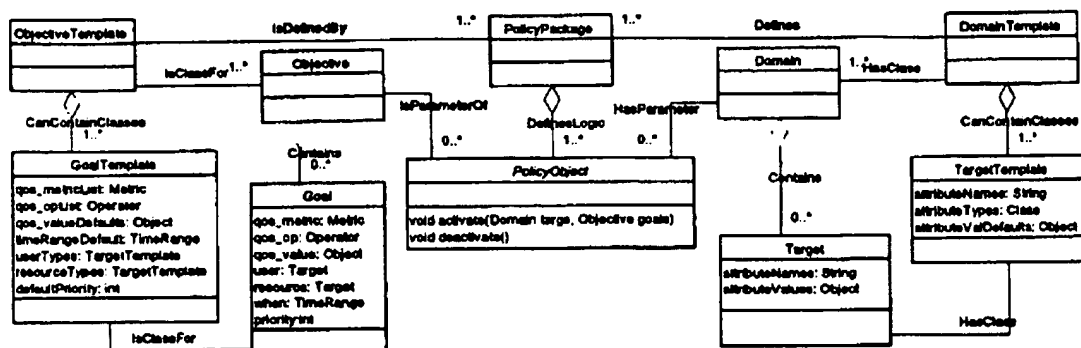 ObjectiveTemplate
IsDefinedBy
1..*
PolicyPackage
1..*
Defines
DomainTemplate
IsClassFor
1..*
Objective
Domain
1..*
HasClass
CanContainClasses
1..*
IsParameterOf
0..*
DefinesLogic
1..*
HasParameter
0..*
CanContainClasses
1..*
GoalTemplate
qos_metricList: Metric
qos_opList: Operator
qos_valueDefaults: Object
timeRangeDefault: TimeRange
userTypes: TargetTemplate
resourceTypes: TargetTemplate
defaultPriority: int
Contains
0..*
Goal
qos_metric: Metric
qos_op: Operator
qos_value: Object
user: Target
resource: Target
when: TimeRange
priority:int
PolicyObject
void activate(Domain targe, Objective goals)
void deactivate()
Contains
0..*
Target
attributeNames: String
attributeValues: Object
TargetTemplate
attributeNames: String
attributeTypes: Class
attributeValDefaults: Object
IsClassFor
HasClass